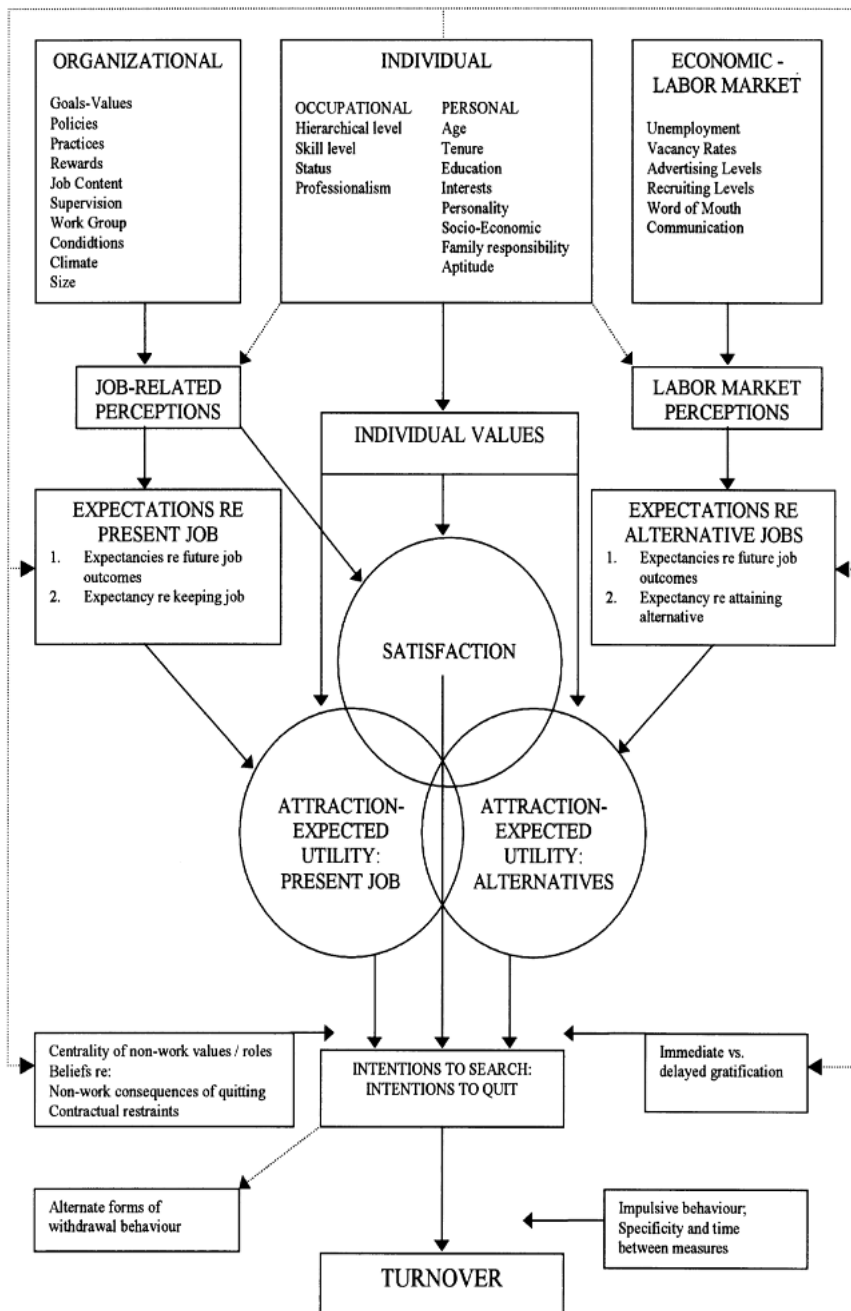 ORGANIZATIONAL
Goals-Values
Policies
Practices
Rewards
Job Content
Supervision
Work Group
Condidtions
Climate
Size
INDIVIDUAL
OCCUPATIONAL
Hierarchical level
Skill level
Status
Professionalism
PERSONAL
Age
Tenure
Education
Interests
Personality
Socio-Economic
Family responsibility
Aptitude
ECONOMIC -
LABOR MARKET
Unemployment
Vacancy Rates
Advertising Levels
Recruiting Levels
Word of Mouth
Communication
JOB-RELATED
PERCEPTIONS
INDIVIDUAL VALUES
LABOR MARKET
PERCEPTIONS
EXPECTATIONS RE
PRESENT JOB
1. Expectancies re future job
outcomes
2. Expectancy re keeping job
EXPECTATIONS RE
ALTERNATIVE JOBS
1. Expectancies re future job
outcomes
2. Expectancy re attaining
alternative
SATISFACTION
ATTRACTION-
EXPECTED
UTILITY:
PRESENT JOB
ATTRACTION-
EXPECTED
UTILITY:
ALTERNATIVES
Centrality of non-work values / roles
Beliefs re:
Non-work consequences of quitting
Contractual restraints
INTENTIONS TO SEARCH:
INTENTIONS TO QUIT
Immediate vs.
delayed gratification
Alternate forms of
withdrawal behaviour
Impulsive behaviour;
Specificity and time
between measures
TURNOVER